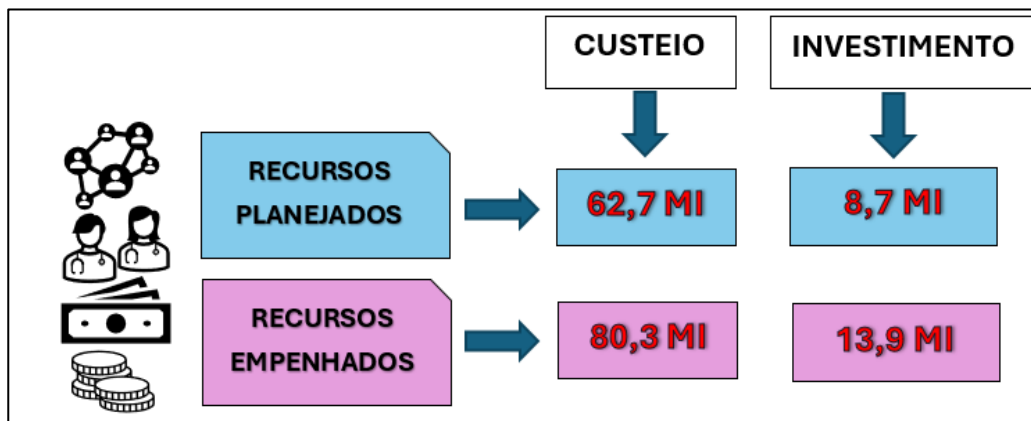 CUSTEIO
INVESTIMENTO
RECURSOS
PLANEJADOS
62,7 MI
8,7 MI
RECURSOS
EMPENHADOS
80,3 MI
13,9 MI